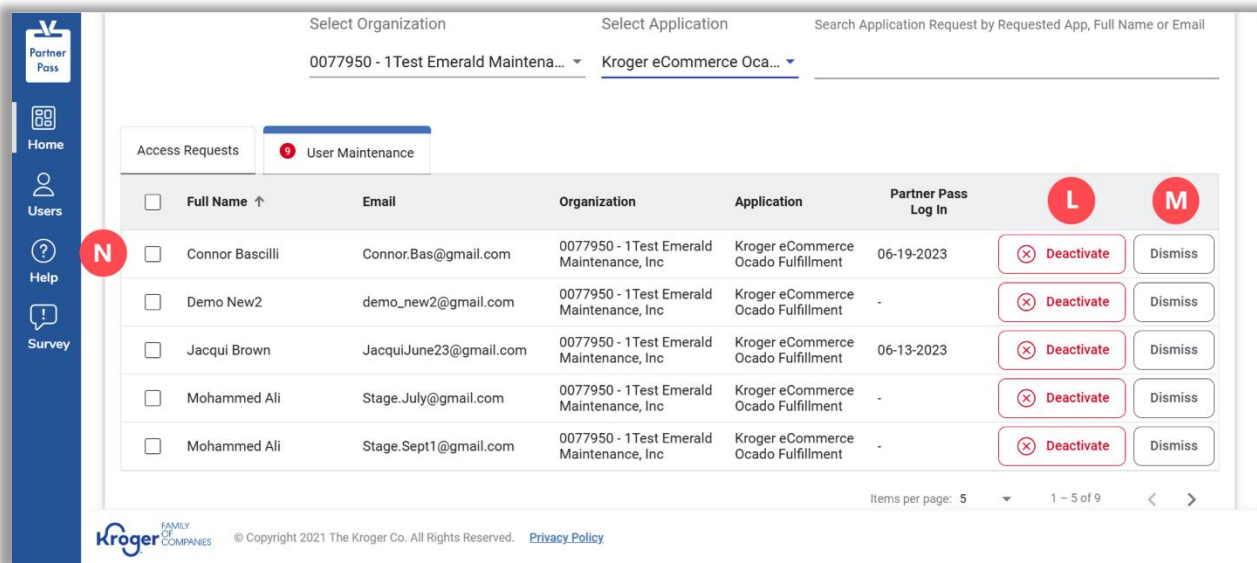 Select Organization Select Application Search Application Request by Requested App, Full Name or Email
Partner
Pass
0077950 - 1Test Emerald Maintena... Kroger eCommerce Oca...
Home
Access Requests 9 User Maintenance
Users
Full Name ↑ Email Organization Application Partner Pass
Log In L M
Help
N Connor Bascilli Connor.Bas@gmail.com 0077950 - 1Test Emerald
Maintenance, Inc Kroger eCommerce
Ocado Fulfillment 06-19-2023 Deactivate Dismiss
Demo New2 demo_new2@gmail.com 0077950 - 1Test Emerald
Maintenance, Inc Kroger eCommerce
Ocado Fulfillment - Deactivate Dismiss
Survey
Jacqui Brown JacquiJune23@gmail.com 0077950 - 1Test Emerald
Maintenance, Inc Kroger eCommerce
Ocado Fulfillment 06-13-2023 Deactivate Dismiss
Mohammed Ali Stage.July@gmail.com 0077950 - 1Test Emerald
Maintenance, Inc Kroger eCommerce
Ocado Fulfillment - Deactivate Dismiss
Mohammed Ali Stage.Sept1@gmail.com 0077950 - 1Test Emerald
Maintenance, Inc Kroger eCommerce
Ocado Fulfillment - Deactivate Dismiss
Items per page: 5 1 – 5 of 9
Kroger FAMILY
OF
COMPANIES © Copyright 2021 The Kroger Co. All Rights Reserved. Privacy Policy